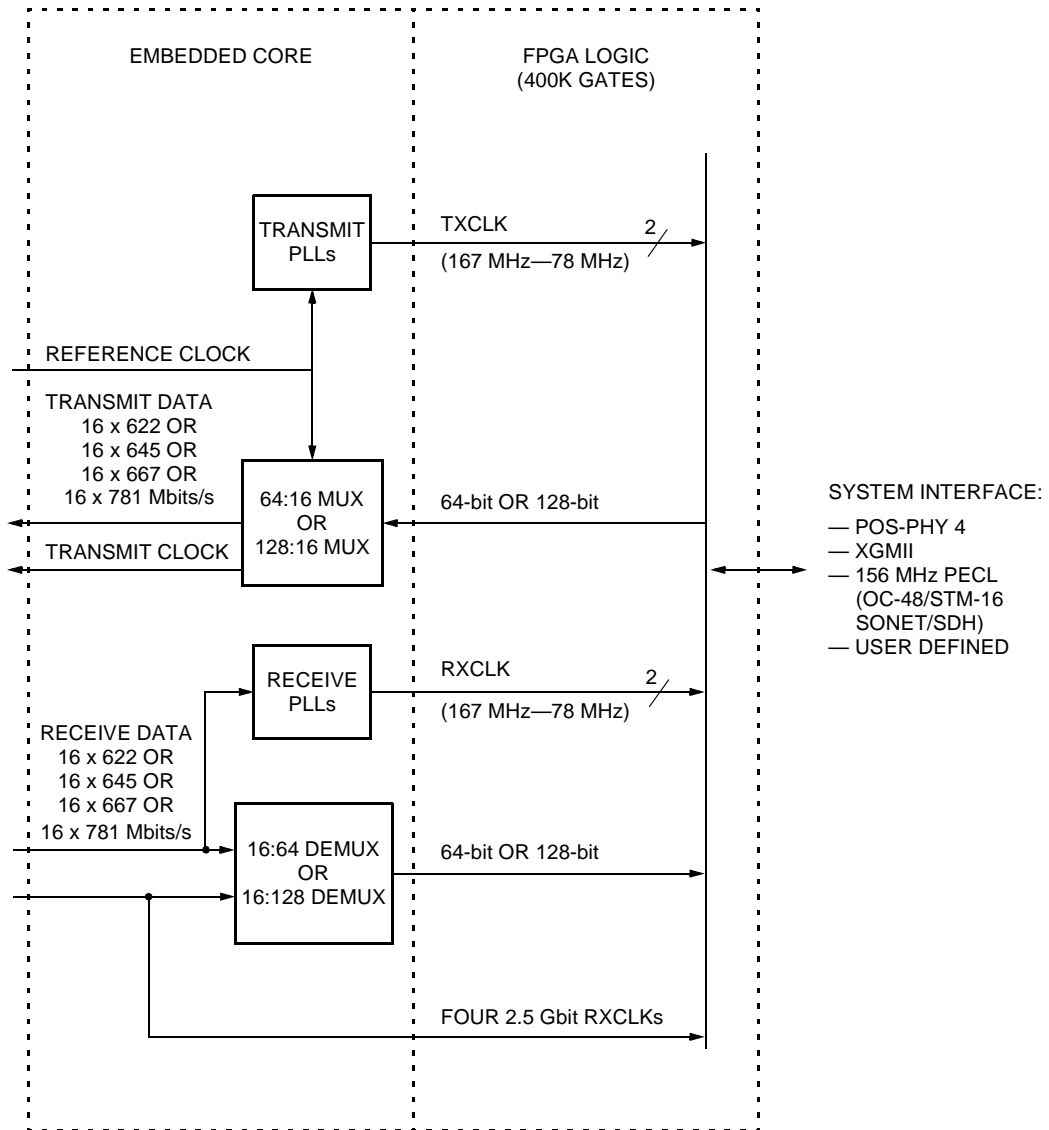 EMBEDDED CORE
FPGA LOGIC
(400K GATES)
TRANSMIT
PLLs
TXCLK
2
(167 MHz—78 MHz)
REFERENCE CLOCK
TRANSMIT DATA
16 x 622 OR
16 x 645 OR
16 x 667 OR
16 x 781 Mbits/s
TRANSMIT CLOCK
64:16 MUX
OR
128:16 MUX
64-bit OR 128-bit
SYSTEM INTERFACE:
— POS-PHY 4
— XGMII
— 156 MHz PECL
(OC-48/STM-16
SONET/SDH)
— USER DEFINED
RECEIVE
PLLs
RXCLK
2
(167 MHz—78 MHz)
RECEIVE DATA
16 x 622 OR
16 x 645 OR
16 x 667 OR
16 x 781 Mbits/s
16:64 DEMUX
OR
16:128 DEMUX
64-bit OR 128-bit
FOUR 2.5 Gbit RXCLKs